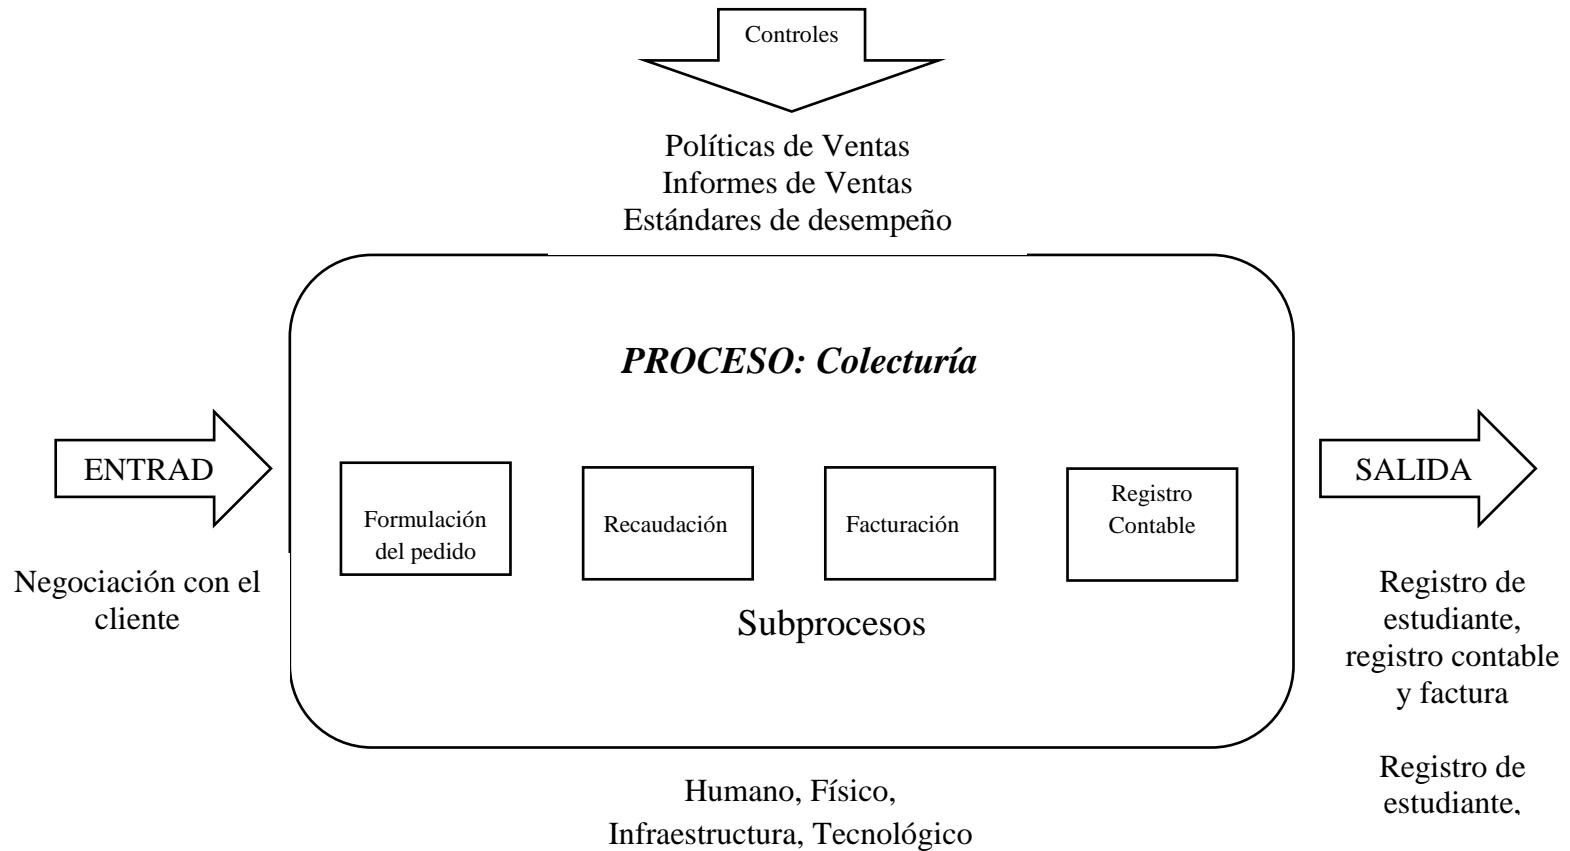 Controles
Políticas de Ventas
Informes de Ventas
Estándares de desempeño
PROCESO: Colecturía
ENTRAD
Negociación con el
cliente
Formulación
del pedido
Recaudación
Facturación
Registro
Contable
Subprocesos
SALIDA
Registro de
estudiante,
registro contable
y factura
Registro de
estudiante,
Humano, Físico,
Infraestructura, Tecnológico